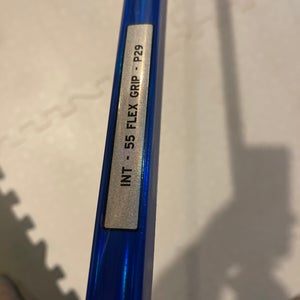 INT - 55 FLEX GRIP - P29